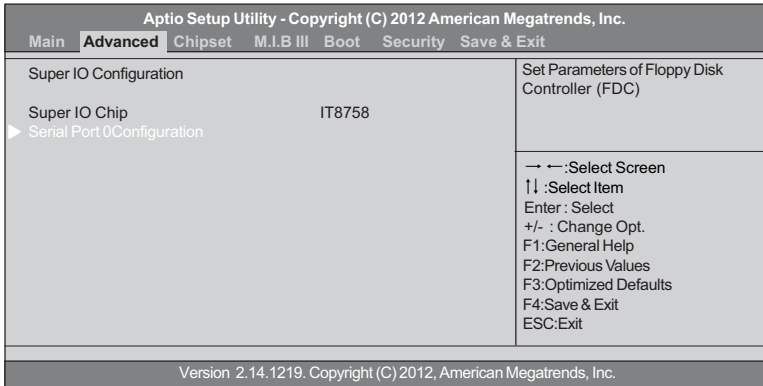 Aptio Setup Utility - Copyright (C) 2012 American Megatrends, Inc.
Main Advanced Chipset M.I.B III Boot Security Save & Exit
Super IO Configuration
Super IO Chip IT8758
Serial Port 0Configuration
Set Parameters of Floppy Disk
Controller (FDC)
→ ←:Select Screen
↑↓ :Select Item
Enter : Select
+/- : Change Opt.
F1:General Help
F2:Previous Values
F3:Optimized Defaults
F4:Save & Exit
ESC:Exit
Version 2.14.1219. Copyright (C) 2012, American Megatrends, Inc.